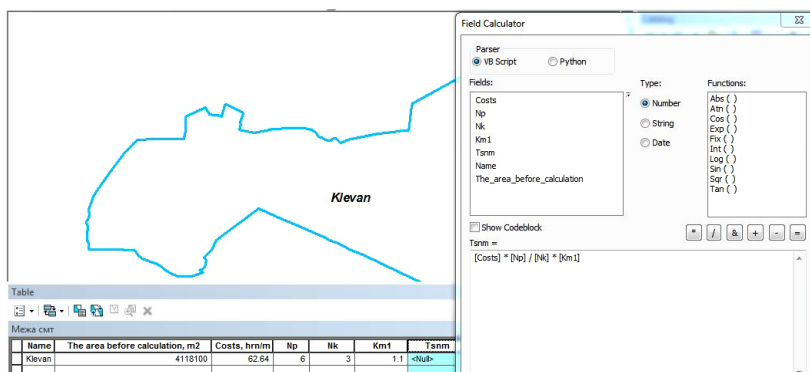 Field Calculator
Parser
VB Script
Python
Fields:
Type:
Functions:
Costs
Np
Nk
Km1
Tsnm
Name
The_area_before_calculation
Number
String
Date
Abs ( )
Atn ( )
Cos ( )
Exp ( )
Fix ( )
Int ( )
Log ( )
Sin ( )
Sqr ( )
Tan ( )
Klevan
Show Codeblock
* / & + - =
Tsnm =
[Costs] * [Np] / [Nk] * [Km1]
Table
Межа смт
Name The area before calculation, m2 Costs, hrn/m Np Nk Km1 Tsnm
Klevan 4118100 62.64 6 3 1.1 <Null>